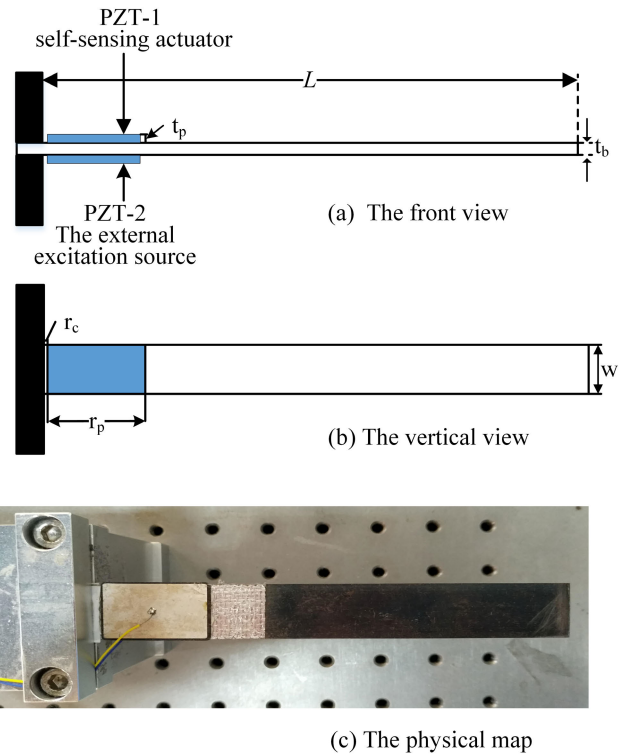 PZT-1
self-sensing actuator
L
t_p
t_b
PZT-2
The external
excitation source
(a) The front view
r_c
w
r_p
(b) The vertical view
(c) The physical map